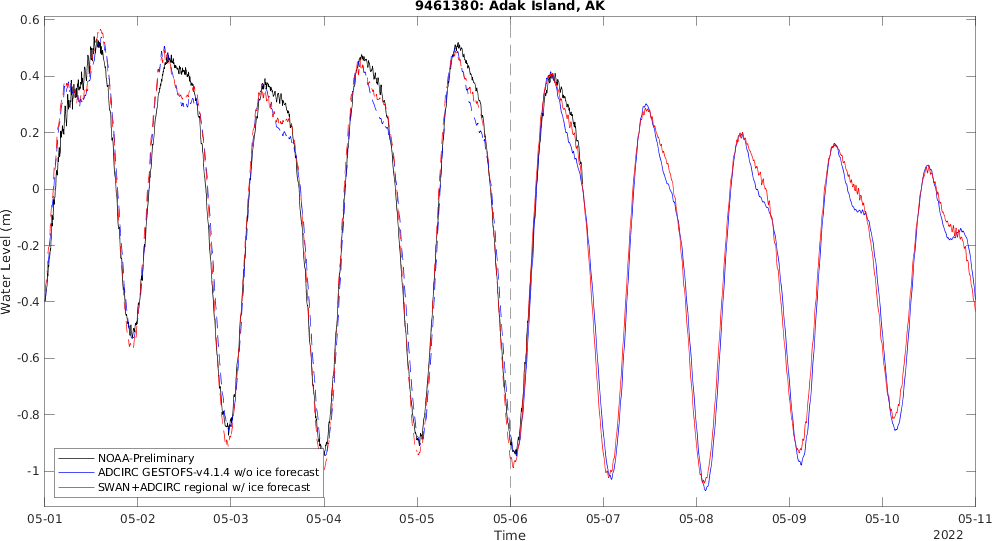 9461380: Adak Island, AK
Water Level (m)
0.6
0.4
0.2
0
-0.2
-0.4
-0.6
-0.8
-1
NOAA-Preliminary
ADCIRC GESTOFS-v4.1.4 w/o ice forecast
SWAN+ADCIRC regional w/ ice forecast
05-01 05-02 05-03 05-04 05-05 05-06 05-07 05-08 05-09 05-10 05-11
Time
2022